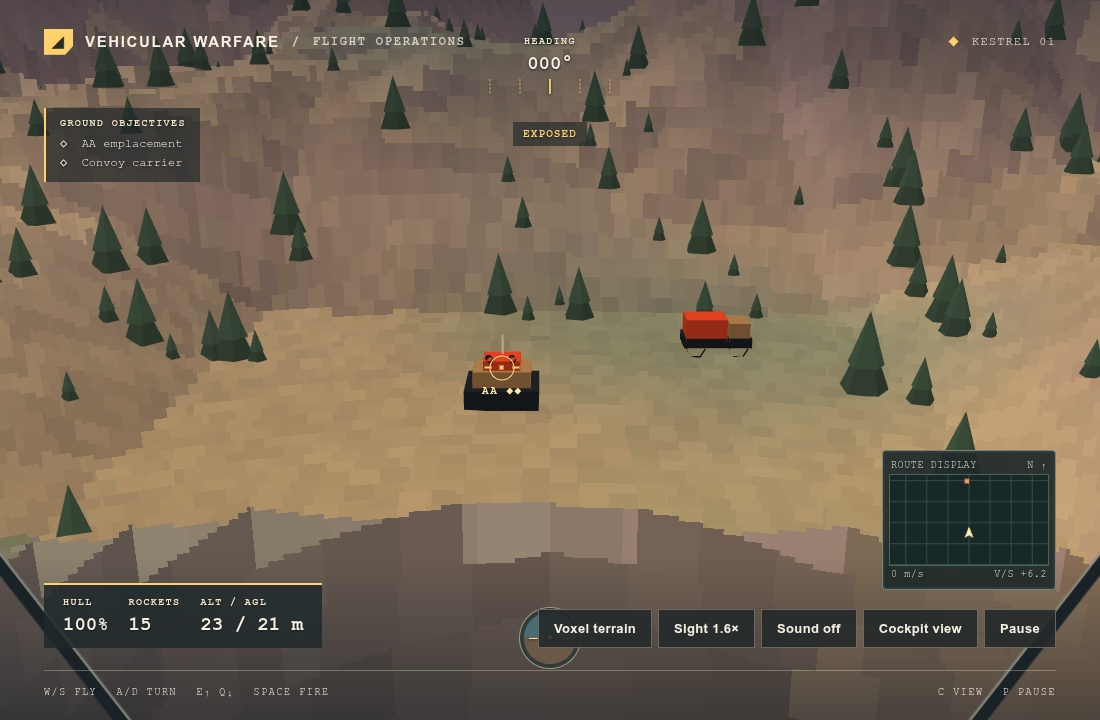 VEHICULAR WARFARE / FLIGHT OPERATIONS
HEADING
000°
KESTREL 01
GROUND OBJECTIVES
◇ AA emplacement
◇ Convoy carrier
EXPOSED
AA ◆◆
ROUTE DISPLAY N ↑
0 m/s V/S +6.2
HULL ROCKETS ALT / AGL
100% 15 23 / 21 m
Voxel terrain Sight 1.6× Sound off Cockpit view Pause
W/S FLY A/D TURN E↑ Q↓ SPACE FIRE
C VIEW P PAUSE